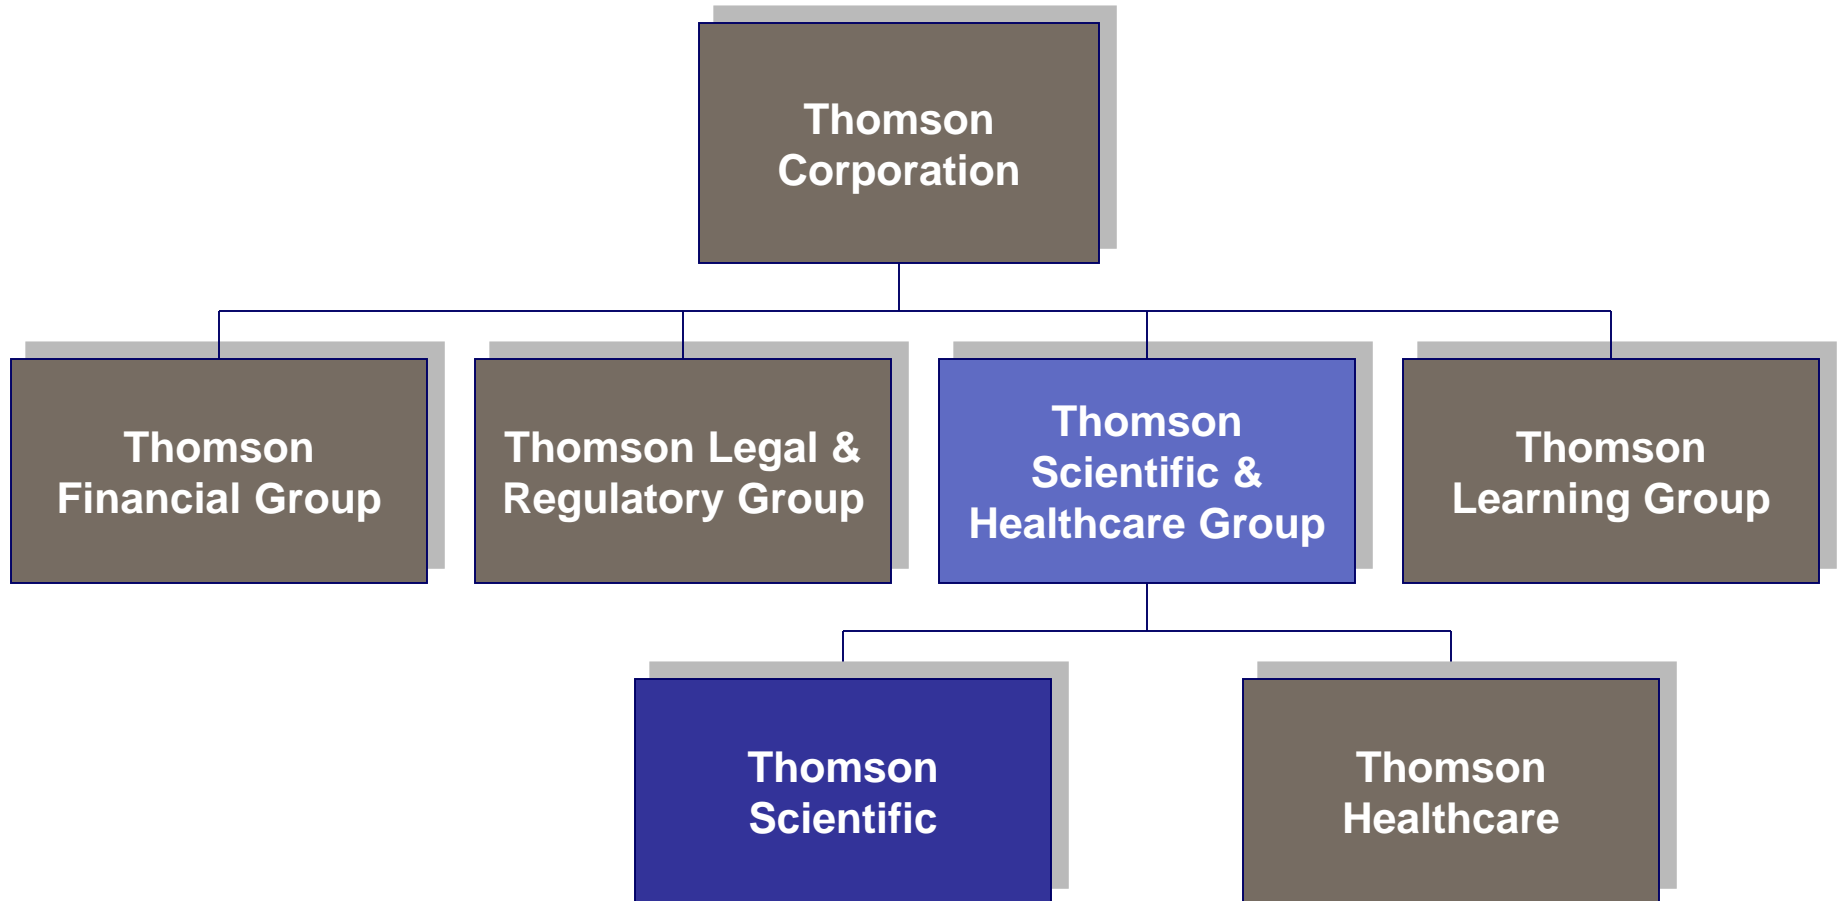 Thomson
Corporation
Thomson
Financial Group
Thomson Legal &
Regulatory Group
Thomson
Scientific &
Healthcare Group
Thomson
Learning Group
Thomson
Scientific
Thomson
Healthcare